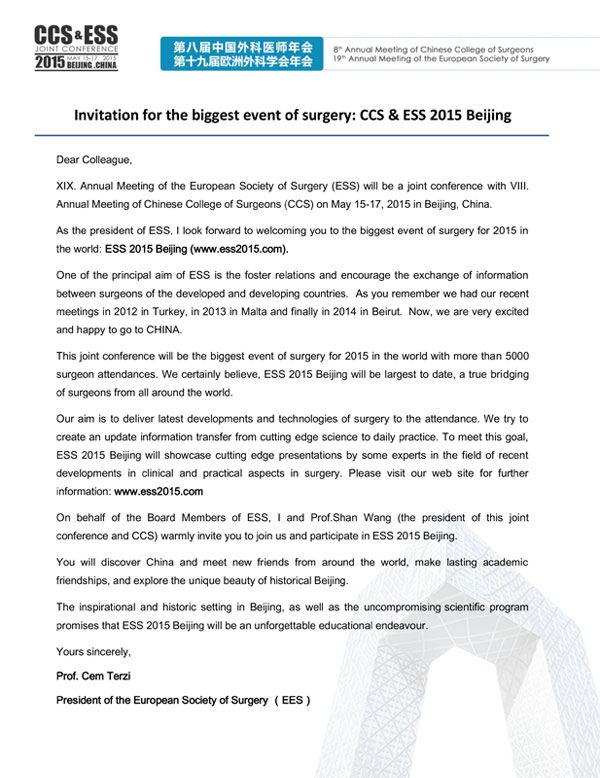 CCS & ESS
JOINT CONFERENCE
2015 MAY 15-17, 2015
BEIJING.CHINA
第八届中国外科医师年会
第十九届欧洲外科学会年会
8th Annual Meeting of Chinese College of Surgeons
19th Annual Meeting of the European Society of Surgery
Invitation for the biggest event of surgery: CCS & ESS 2015 Beijing
Dear Colleague,
XIX. Annual Meeting of the European Society of Surgery (ESS) will be a joint conference with VIII.
Annual Meeting of Chinese College of Surgeons (CCS) on May 15-17, 2015 in Beijing, China.
As the president of ESS, I look forward to welcoming you to the biggest event of surgery for 2015 in
the world: ESS 2015 Beijing (www.ess2015.com).
One of the principal aim of ESS is the foster relations and encourage the exchange of information
between surgeons of the developed and developing countries. As you remember we had our recent
meetings in 2012 in Turkey, in 2013 in Malta and finally in 2014 in Beirut. Now, we are very excited
and happy to go to CHINA.
This joint conference will be the biggest event of surgery for 2015 in the world with more than 5000
surgeon attendances. We certainly believe, ESS 2015 Beijing will be largest to date, a true bridging
of surgeons from all around the world.
Our aim is to deliver latest developments and technologies of surgery to the attendance. We try to
create an update information transfer from cutting edge science to daily practice. To meet this goal,
ESS 2015 Beijing will showcase cutting edge presentations by some experts in the field of recent
developments in clinical and practical aspects in surgery. Please visit our web site for further
information: www.ess2015.com
On behalf of the Board Members of ESS, I and Prof.Shan Wang (the president of this joint
conference and CCS) warmly invite you to join us and participate in ESS 2015 Beijing.
You will discover China and meet new friends from around the world, make lasting academic
friendships, and explore the unique beauty of historical Beijing.
The inspirational and historic setting in Beijing, as well as the uncompromising scientific program
promises that ESS 2015 Beijing will be an unforgettable educational endeavour.
Yours sincerely,
Prof. Cem Terzi
President of the European Society of Surgery （EES）